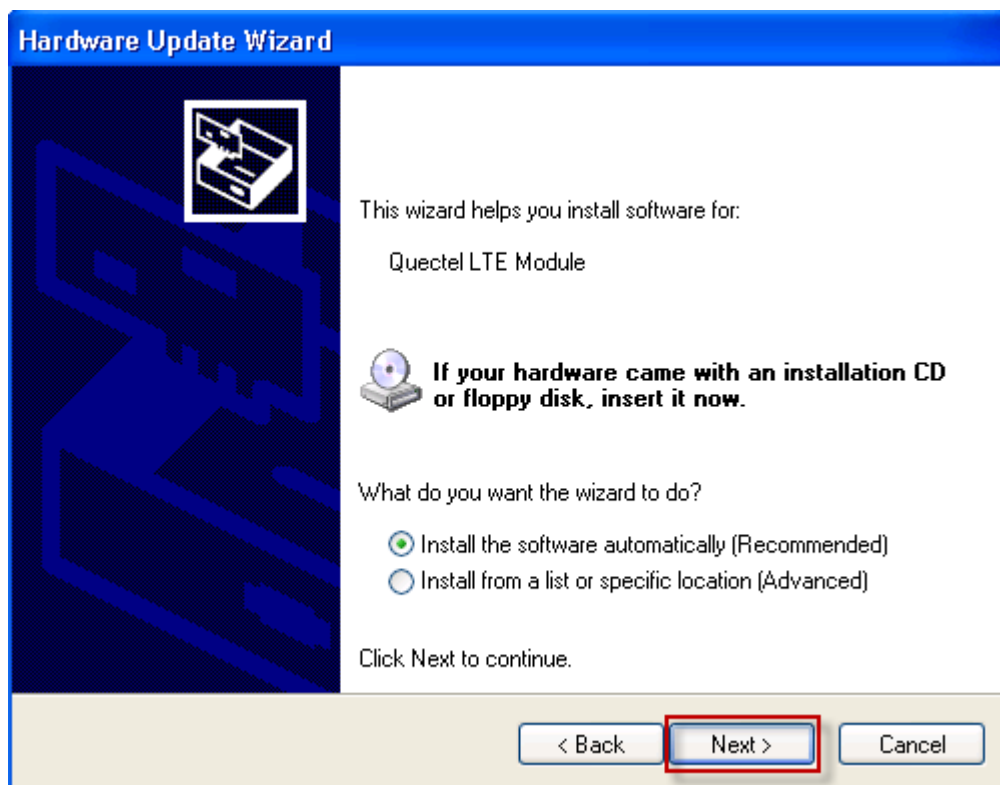 Hardware Update Wizard
This wizard helps you install software for:
Quectel LTE Module
If your hardware came with an installation CD
or floppy disk, insert it now.
What do you want the wizard to do?
Install the software automatically (Recommended)
Install from a list or specific location (Advanced)
Click Next to continue.
< Back Next > Cancel